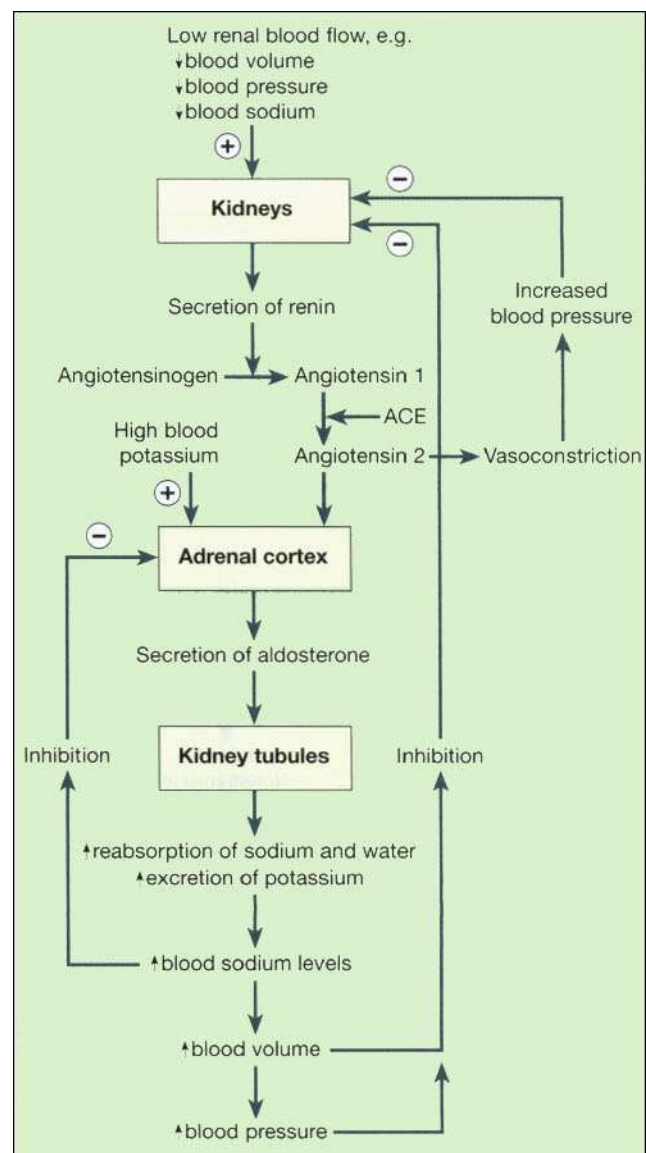 Low renal blood flow, e.g.
↓blood volume
↓blood pressure
↓blood sodium
+
−
Kidneys
−
Secretion of renin
Increased
blood pressure
Angiotensinogen
Angiotensin 1
ACE
High blood
potassium
Angiotensin 2
Vasoconstriction
+
−
Adrenal cortex
Secretion of aldosterone
Inhibition
Kidney tubules
Inhibition
↑reabsorption of sodium and water
↑excretion of potassium
↑blood sodium levels
↑blood volume
↑blood pressure